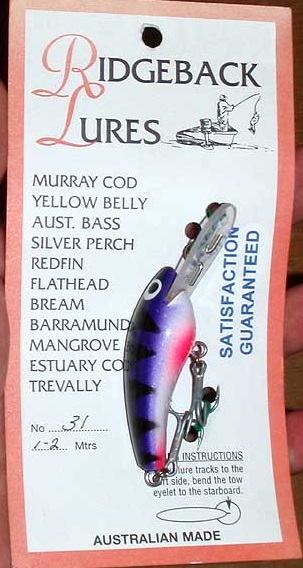 RIDGEBACK
LURES
MURRAY COD
YELLOW BELLY
AUST. BASS
SILVER PERCH
REDFIN
FLATHEAD
BREAM
BARRAMUND
MANGROVE
ESTUARY COD
TREVALLY
SATISFACTION
GUARANTEED
No ....31....
1-2... Mtrs
INSTRUCTIONS
lure tracks to the
side, bend the tow
eyelet to the starboard.
AUSTRALIAN MADE